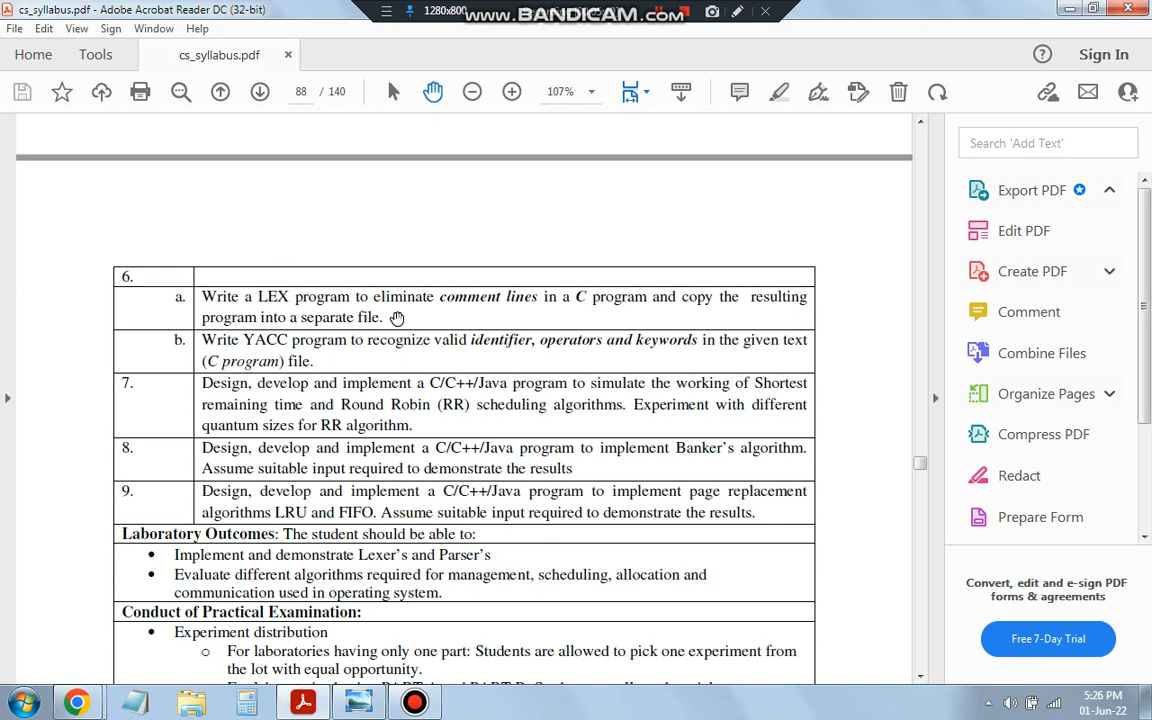 cs_syllabus.pdf - Adobe Acrobat Reader DC (32-bit)
1280x800
www.BANDICAM.com
File Edit View Sign Window Help
Home Tools cs_syllabus.pdf × Sign In
88 / 140 107%
Search 'Add Text'
Export PDF
Edit PDF
Create PDF
Comment
Combine Files
Organize Pages
Compress PDF
Redact
Prepare Form
Convert, edit and e-sign PDF
forms & agreements
Free 7-Day Trial
6.
a. Write a LEX program to eliminate comment lines in a C program and copy the resulting
program into a separate file.
b. Write YACC program to recognize valid identifier, operators and keywords in the given text
(C program) file.
7. Design, develop and implement a C/C++/Java program to simulate the working of Shortest
remaining time and Round Robin (RR) scheduling algorithms. Experiment with different
quantum sizes for RR algorithm.
8. Design, develop and implement a C/C++/Java program to implement Banker's algorithm.
Assume suitable input required to demonstrate the results
9. Design, develop and implement a C/C++/Java program to implement page replacement
algorithms LRU and FIFO. Assume suitable input required to demonstrate the results.
Laboratory Outcomes: The student should be able to:
• Implement and demonstrate Lexer's and Parser's
• Evaluate different algorithms required for management, scheduling, allocation and
communication used in operating system.
Conduct of Practical Examination:
• Experiment distribution
o For laboratories having only one part: Students are allowed to pick one experiment from
the lot with equal opportunity.
5:26 PM
01-Jun-22